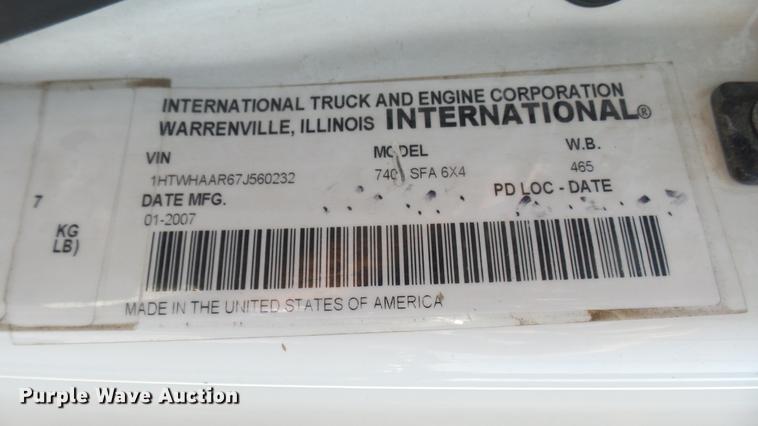 INTERNATIONAL TRUCK AND ENGINE CORPORATION
WARRENVILLE, ILLINOIS INTERNATIONAL®
VIN MODEL W.B.
1HTWHAAR67J560232 SFA 6X4 465
DATE MFG. PD LOC - DATE
01-2007
7
KG
LB)
MADE IN THE UNITED STATES OF AMERICA
Purple Wave Auction